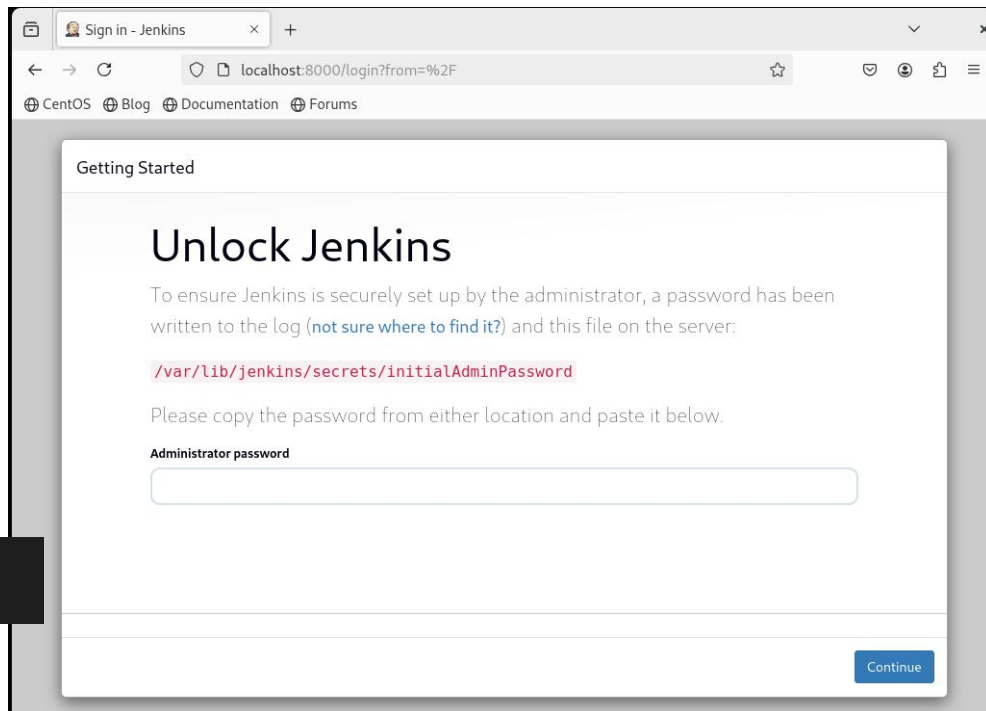 Sign in - Jenkins
localhost:8000/login?from=%2F
CentOS Blog Documentation Forums
Getting Started
Unlock Jenkins
To ensure Jenkins is securely set up by the administrator, a password has been
written to the log (not sure where to find it?) and this file on the server:
/var/lib/jenkins/secrets/initialAdminPassword
Please copy the password from either location and paste it below.
Administrator password
Continue